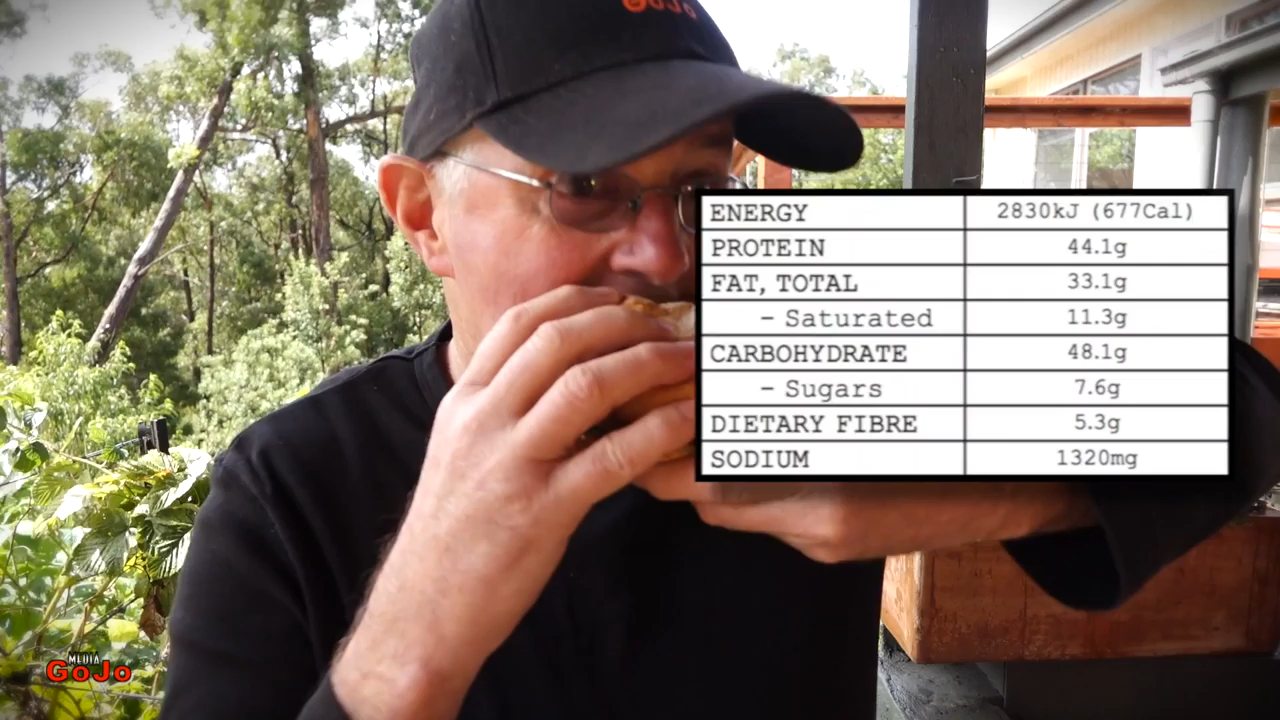 GoJo
ENERGY 2830kJ (677Cal)
PROTEIN 44.1g
FAT, TOTAL 33.1g
– Saturated 11.3g
CARBOHYDRATE 48.1g
– Sugars 7.6g
DIETARY FIBRE 5.3g
SODIUM 1320mg
MEDIA
GoJo